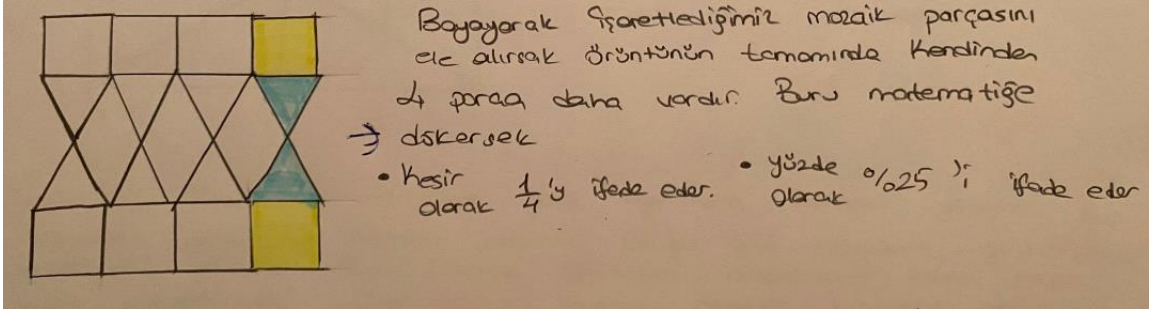 Boyayarak işaretlediğimiz mozaik parçasını
ele alırsak örüntünün tamamında kendinden
4 parça daha vardır. Bunu matematiğe
→ dökersek
• Kesir olarak 1/4'ü ifade eder. • yüzde olarak %25'i ifade eder